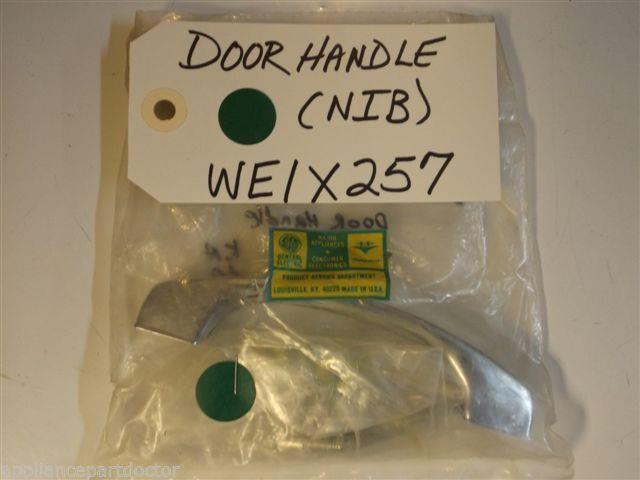 DOOR HANDLE
(NIB)
WE1X257
Door Handle
GE
GENERAL ELECTRIC
MAJOR
APPLIANCES
CONSUMER
ELECTRONICS
PRODUCT SERVICE DEPARTMENT
LOUISVILLE, KY. 40225 MADE IN U.S.A.
appliancepartdoctor